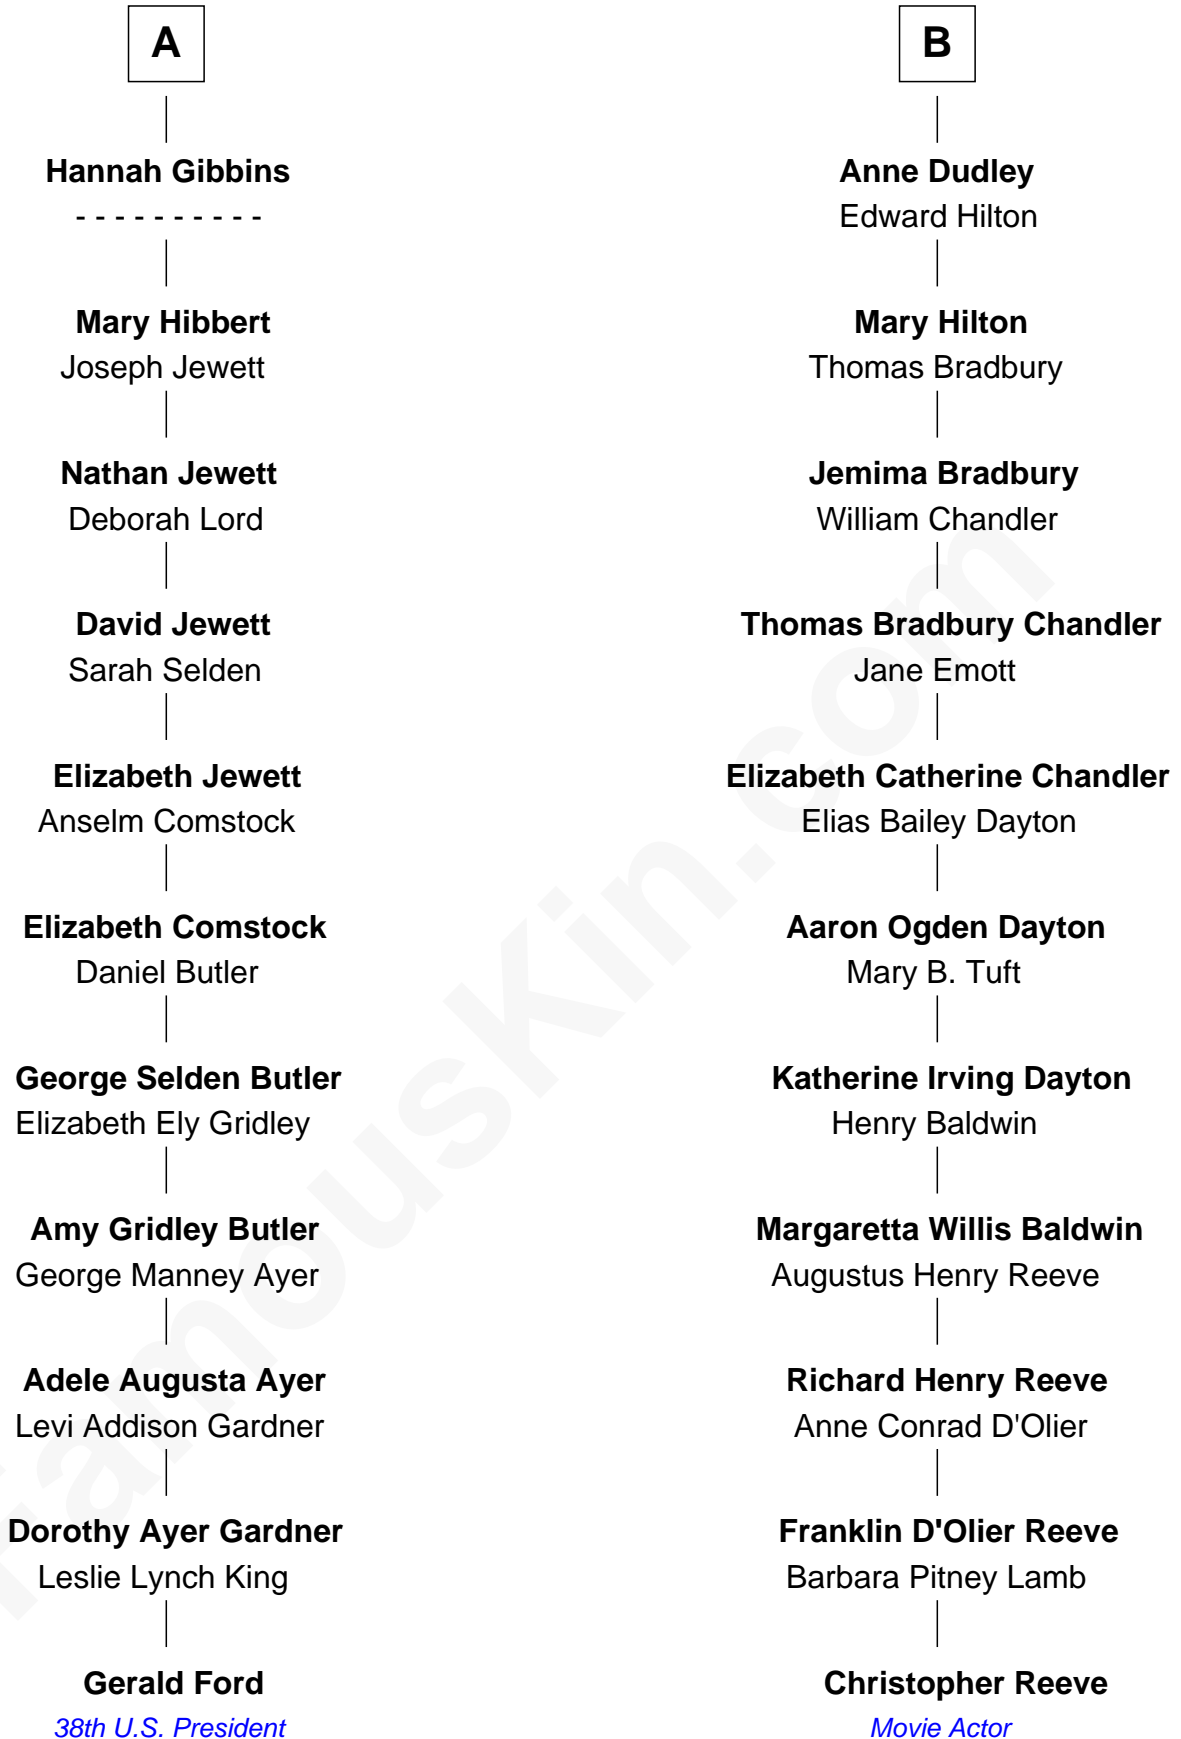 A
Hannah Gibbins
- - - - - - - - - -
Mary Hibbert
Joseph Jewett
Nathan Jewett
Deborah Lord
David Jewett
Sarah Selden
Elizabeth Jewett
Anselm Comstock
Elizabeth Comstock
Daniel Butler
George Selden Butler
Elizabeth Ely Gridley
Amy Gridley Butler
George Manney Ayer
Adele Augusta Ayer
Levi Addison Gardner
Dorothy Ayer Gardner
Leslie Lynch King
Gerald Ford
38th U.S. President
B
Anne Dudley
Edward Hilton
Mary Hilton
Thomas Bradbury
Jemima Bradbury
William Chandler
Thomas Bradbury Chandler
Jane Emott
Elizabeth Catherine Chandler
Elias Bailey Dayton
Aaron Ogden Dayton
Mary B. Tuft
Katherine Irving Dayton
Henry Baldwin
Margaretta Willis Baldwin
Augustus Henry Reeve
Richard Henry Reeve
Anne Conrad D'Olier
Franklin D'Olier Reeve
Barbara Pitney Lamb
Christopher Reeve
Movie Actor
FamousKin.com